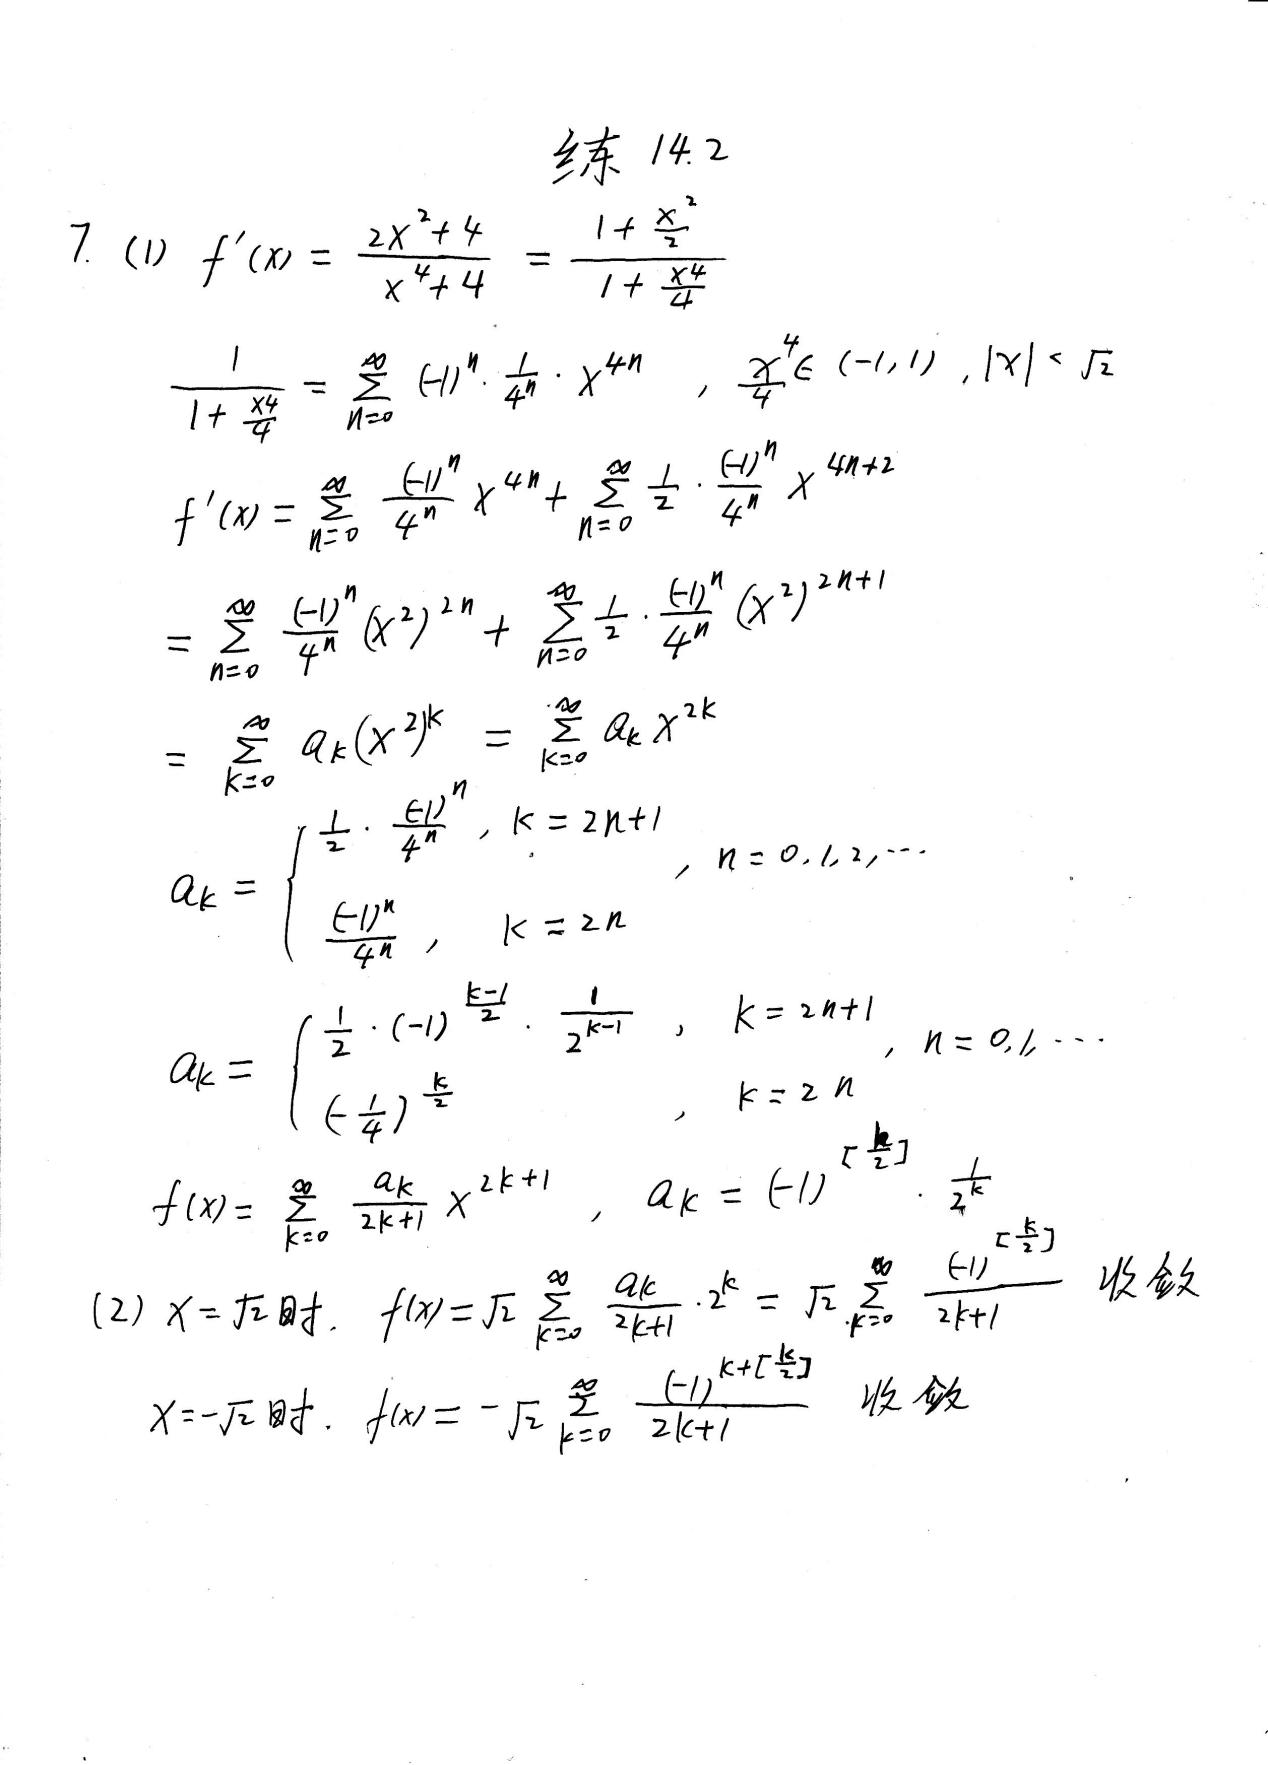 练 14.2
7. (1) f'(x) = \frac{2x^2+4}{x^4+4} = \frac{1+\frac{x^2}{2}}{1+\frac{x^4}{4}}
\frac{1}{1+\frac{x^4}{4}} = \sum_{n=0}^{\infty} (-1)^n \cdot \frac{1}{4^n} \cdot x^{4n} , \frac{x^4}{4} \in (-1,1) , |x| < \sqrt{2}
f'(x) = \sum_{n=0}^{\infty} \frac{(-1)^n}{4^n} x^{4n} + \sum_{n=0}^{\infty} \frac{1}{2} \cdot \frac{(-1)^n}{4^n} x^{4n+2}
= \sum_{n=0}^{\infty} \frac{(-1)^n}{4^n} (x^2)^{2n} + \sum_{n=0}^{\infty} \frac{1}{2} \cdot \frac{(-1)^n}{4^n} (x^2)^{2n+1}
= \sum_{k=0}^{\infty} a_k (x^2)^k = \sum_{k=0}^{\infty} a_k x^{2k}
a_k = \begin{cases} \frac{1}{2} \cdot \frac{(-1)^n}{4^n}, & k=2n+1 \\ \frac{(-1)^n}{4^n}, & k=2n \end{cases} , n=0,1,2,\cdots
a_k = \begin{cases} \frac{1}{2} \cdot (-1)^{\frac{k-1}{2}} \cdot \frac{1}{2^{k-1}}, & k=2n+1 \\ (-\frac{1}{4})^{\frac{k}{2}}, & k=2n \end{cases} , n=0,1,\cdots
f(x) = \sum_{k=0}^{\infty} \frac{a_k}{2k+1} x^{2k+1} , a_k = (-1)^{[\frac{k}{2}]} \cdot \frac{1}{2^k}
(2) x=\sqrt{2}时. f(x) = \sqrt{2} \sum_{k=0}^{\infty} \frac{a_k}{2k+1} \cdot 2^k = \sqrt{2} \sum_{k=0}^{\infty} \frac{(-1)^{[\frac{k}{2}]}}{2k+1} 收敛
x=-\sqrt{2}时. f(x) = -\sqrt{2} \sum_{k=0}^{\infty} \frac{(-1)^{k+[\frac{k}{2}]}}{2k+1} 收敛